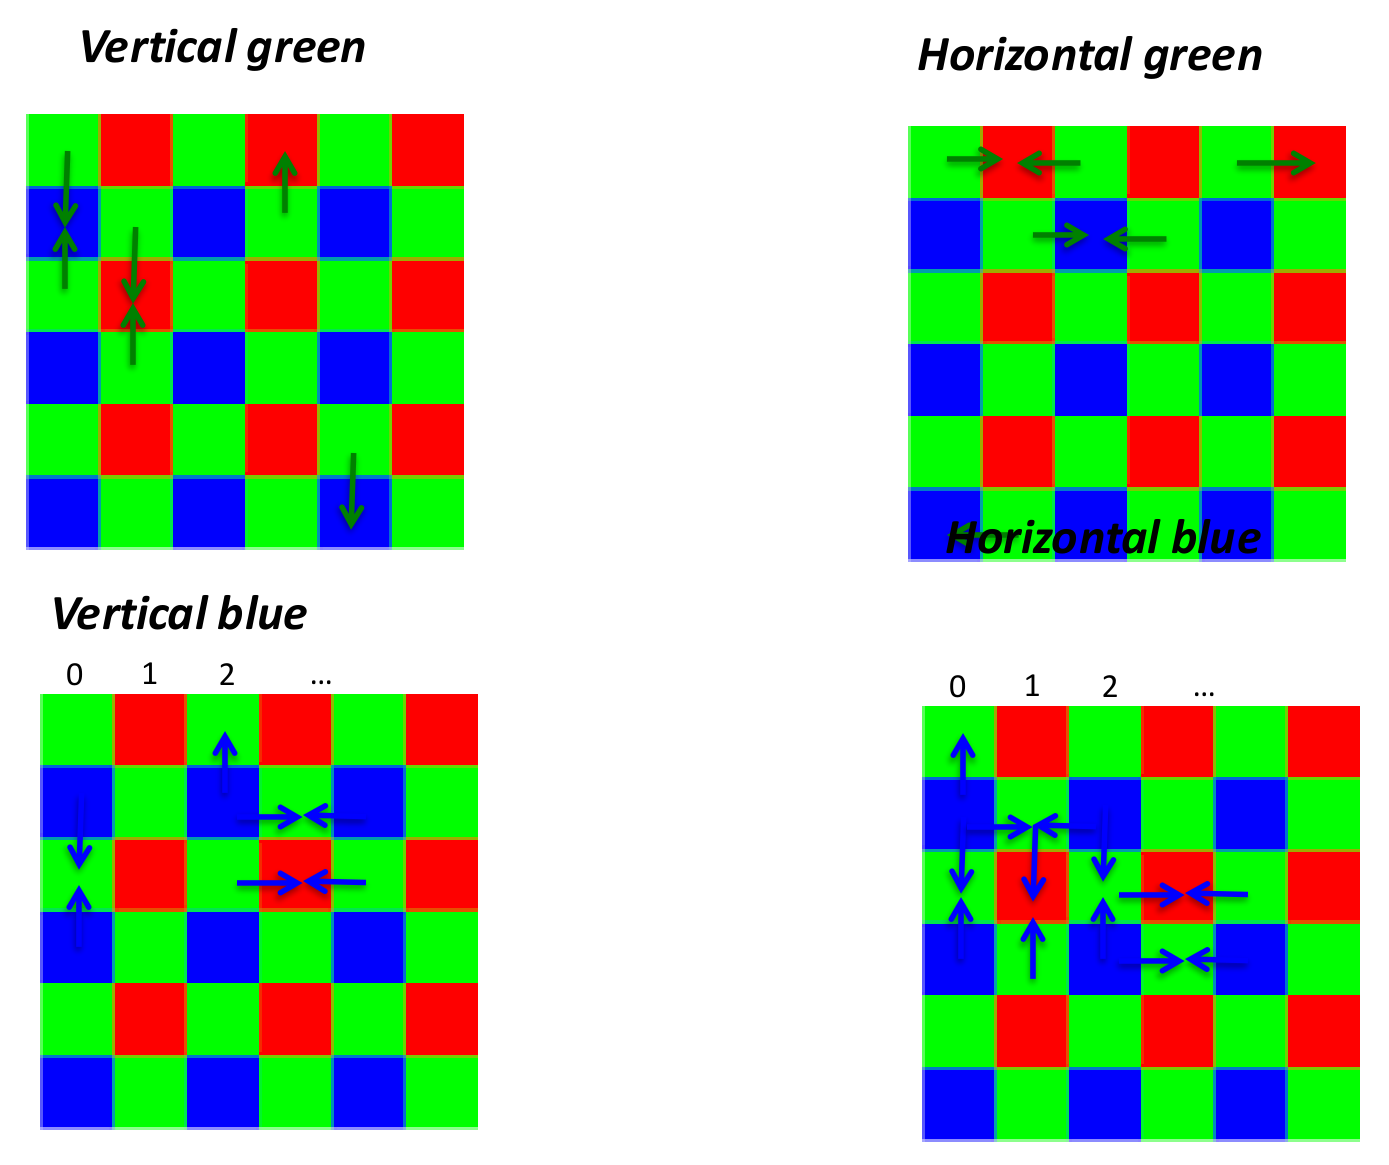 Vertical green
Horizontal green
Horizontal blue
Vertical blue
0 1 2 ...
0 1 2 ...